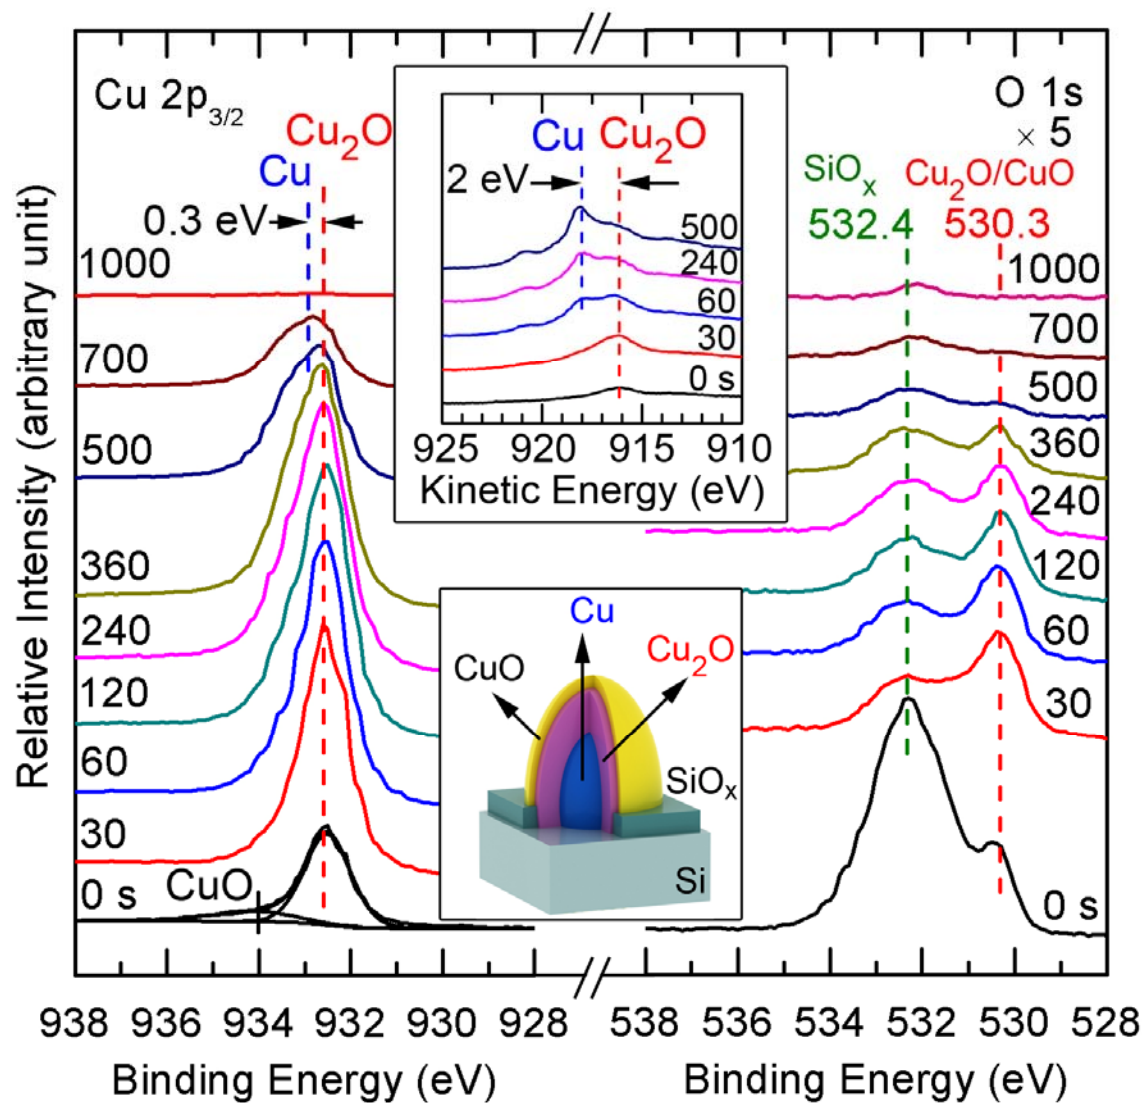 Cu 2p3/2
Cu2O
Cu
0.3 eV
1000
700
500
360
240
120
60
30
0 s
CuO
Cu Cu2O
2 eV
500
240
60
30
0 s
925 920 915 910
Kinetic Energy (eV)
Cu
CuO
Cu2O
SiOx
Si
O 1s
× 5
SiOx Cu2O/CuO
532.4 530.3
1000
700
500
360
240
120
60
30
0 s
938 936 934 932 930 928
538 536 534 532 530 528
Binding Energy (eV)
Binding Energy (eV)
Relative Intensity (arbitrary unit)